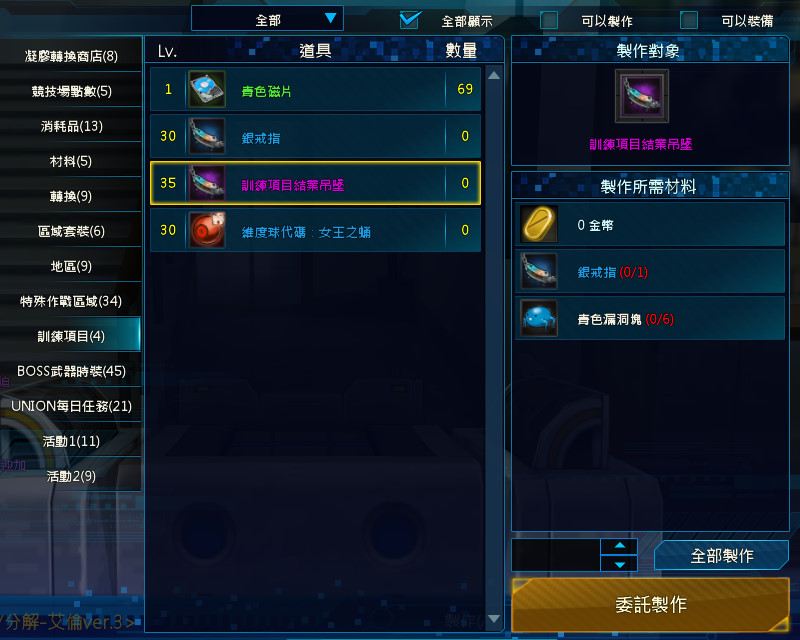 全部
全部顯示
可以製作
可以裝備
凝膠轉換商店(8)
競技場點數(5)
消耗品(13)
材料(5)
轉換(9)
區域套裝(6)
地區(9)
特殊作戰區域(34)
訓練項目(4)
BOSS武器時裝(45)
UNION每日任務(21)
活動1(11)
活動2(9)
Lv. 道具 數量
1 青色磁片 69
30 銀戒指 0
35 訓練項目結業吊墜 0
30 維度球代碼：女王之蛹 0
製作對象
訓練項目結業吊墜
製作所需材料
0 金幣
銀戒指 (0/1)
青色漏洞塊 (0/6)
全部製作
委託製作
/分解-艾倫ver.3>